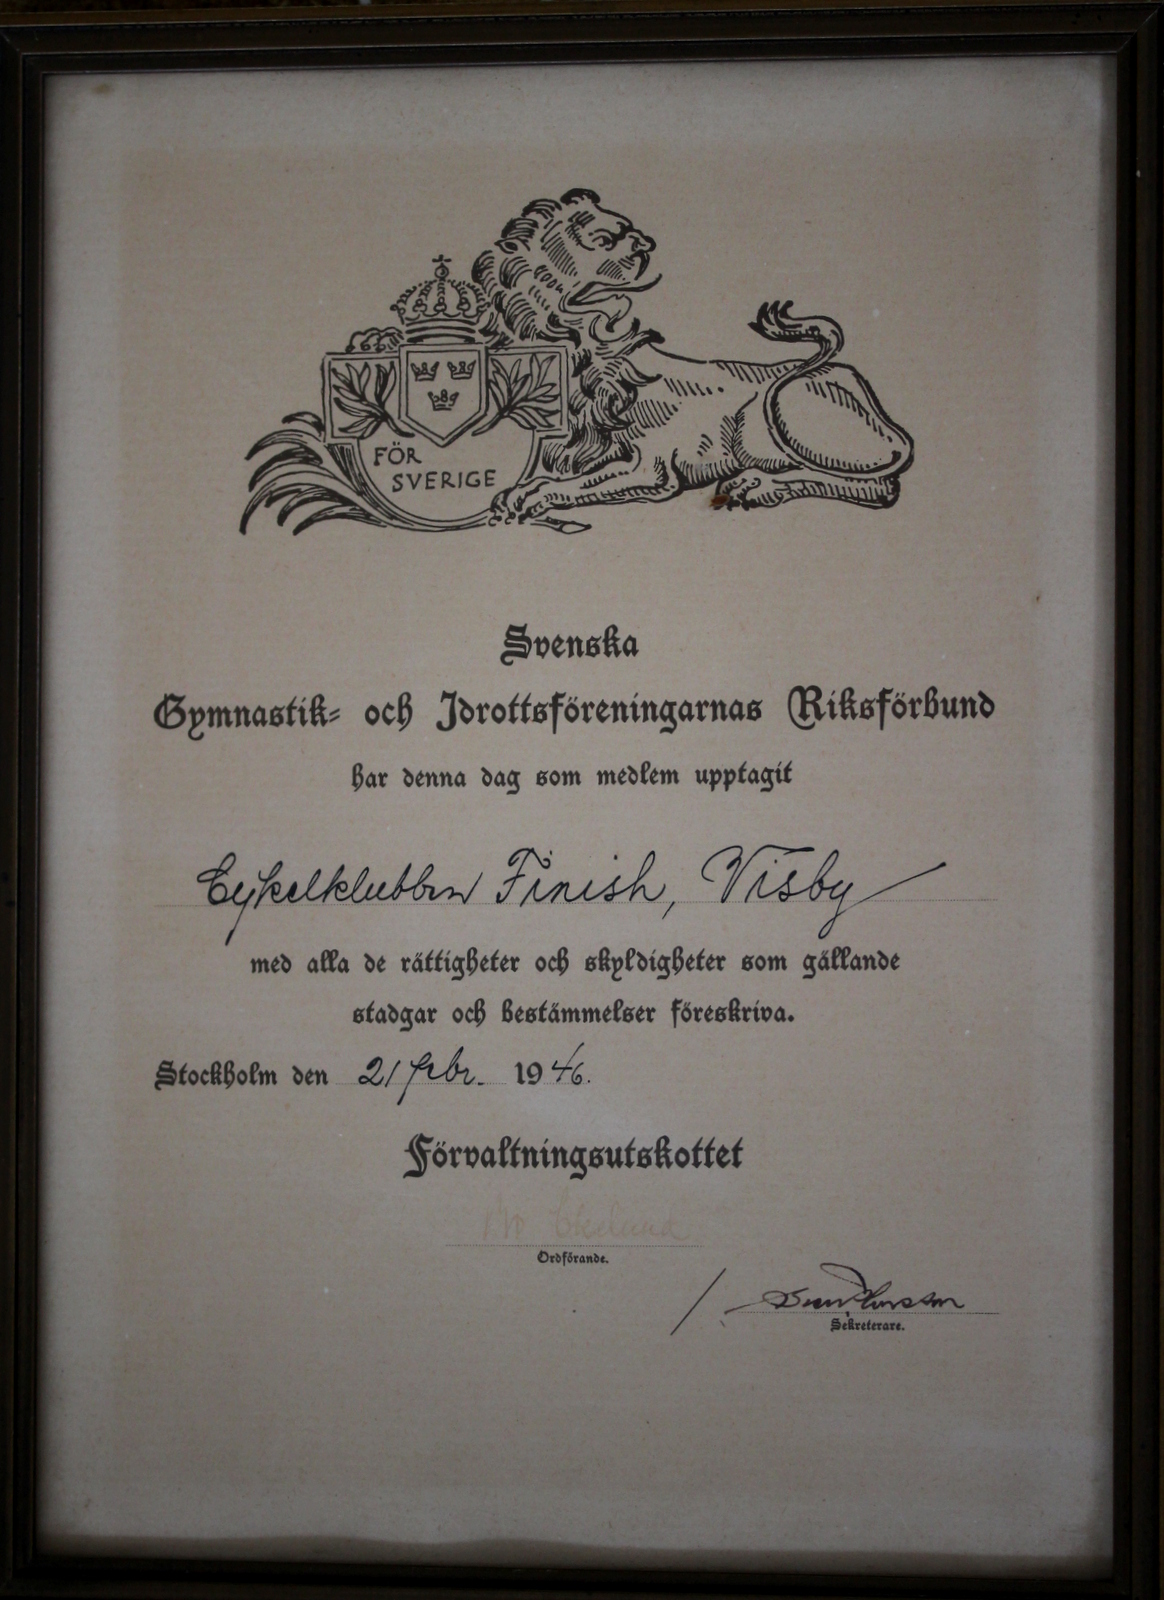 FÖR
SVERIGE
Svenska
Gymnastik- och Idrottsföreningarnas Riksförbund
har denna dag som medlem upptagit
Cykelklubben Finish, Visby
med alla de rättigheter och skyldigheter som gällande
stadgar och bestämmelser föreskriva.
Stockholm den 21 febr. 1946.
Förvaltningsutskottet
Ordförande.
Sekreterare.